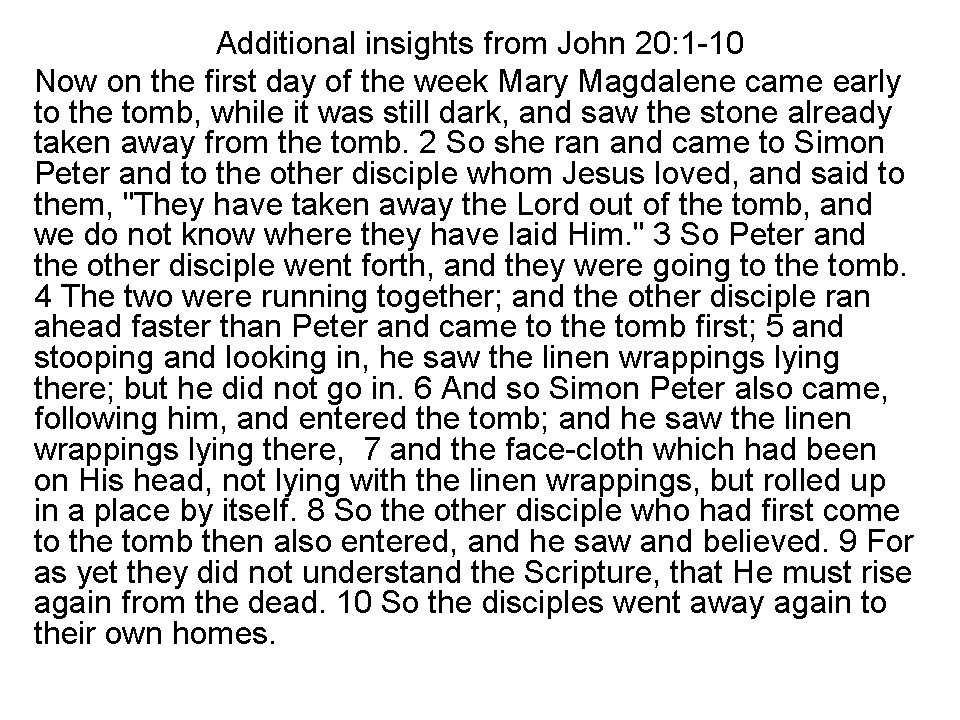 Additional insights from John 20:1-10
Now on the first day of the week Mary Magdalene came early
to the tomb, while it was still dark, and saw the stone already
taken away from the tomb. 2 So she ran and came to Simon
Peter and to the other disciple whom Jesus loved, and said to
them, "They have taken away the Lord out of the tomb, and
we do not know where they have laid Him." 3 So Peter and
the other disciple went forth, and they were going to the tomb.
4 The two were running together; and the other disciple ran
ahead faster than Peter and came to the tomb first; 5 and
stooping and looking in, he saw the linen wrappings lying
there; but he did not go in. 6 And so Simon Peter also came,
following him, and entered the tomb; and he saw the linen
wrappings lying there,  7 and the face-cloth which had been
on His head, not lying with the linen wrappings, but rolled up
in a place by itself. 8 So the other disciple who had first come
to the tomb then also entered, and he saw and believed. 9 For
as yet they did not understand the Scripture, that He must rise
again from the dead. 10 So the disciples went away again to
their own homes.